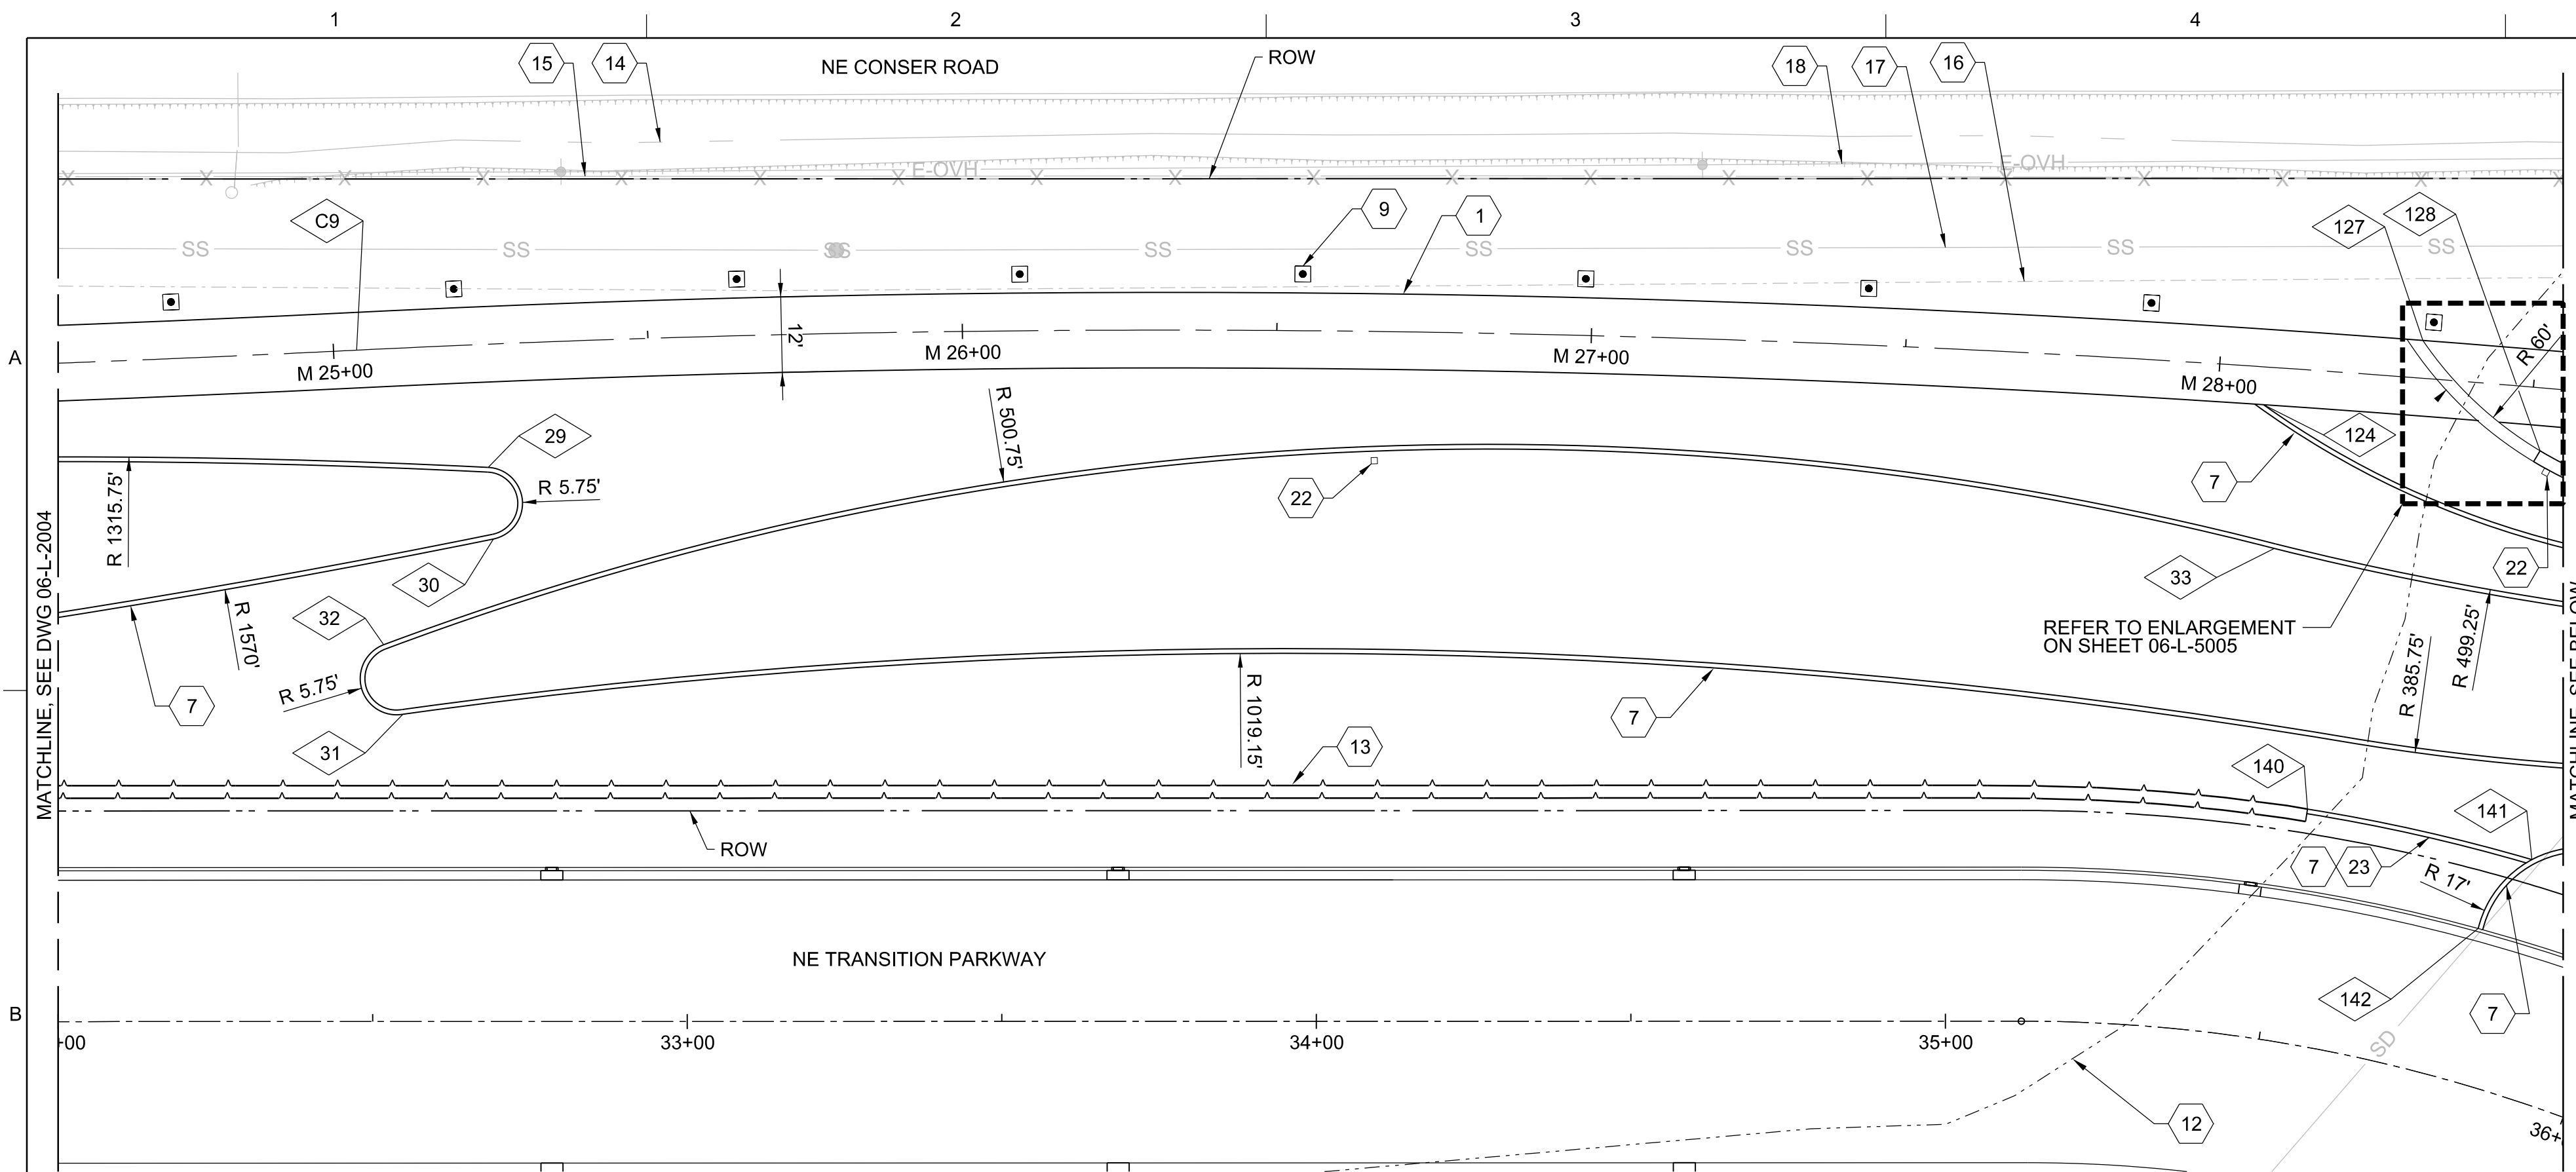 1
2
3
4
15
14
NE CONSER ROAD
ROW
18
17
16
E-OVH
E-OVH
X X X X X X X X X X X X X X X X X X X
C9
9
1
127
128
SS
SS
SS
SS
SS
SS
SS
SS
A
12'
M 25+00
M 26+00
M 27+00
M 28+00
R 60'
R 500.75'
29
124
R 5.75'
7
22
R 1315.75'
22
30
33
32
R 1570'
REFER TO ENLARGEMENT
ON SHEET 06-L-5005
R 385.75'
R 499.25'
MATCHLINE, SEE DWG 06-L-2004
MATCHLINE, SEE BELOW
R 5.75'
7
R 1019.15'
7
31
13
140
141
ROW
7
23
R 17'
NE TRANSITION PARKWAY
142
7
B
+00
33+00
34+00
35+00
SD
12
36+